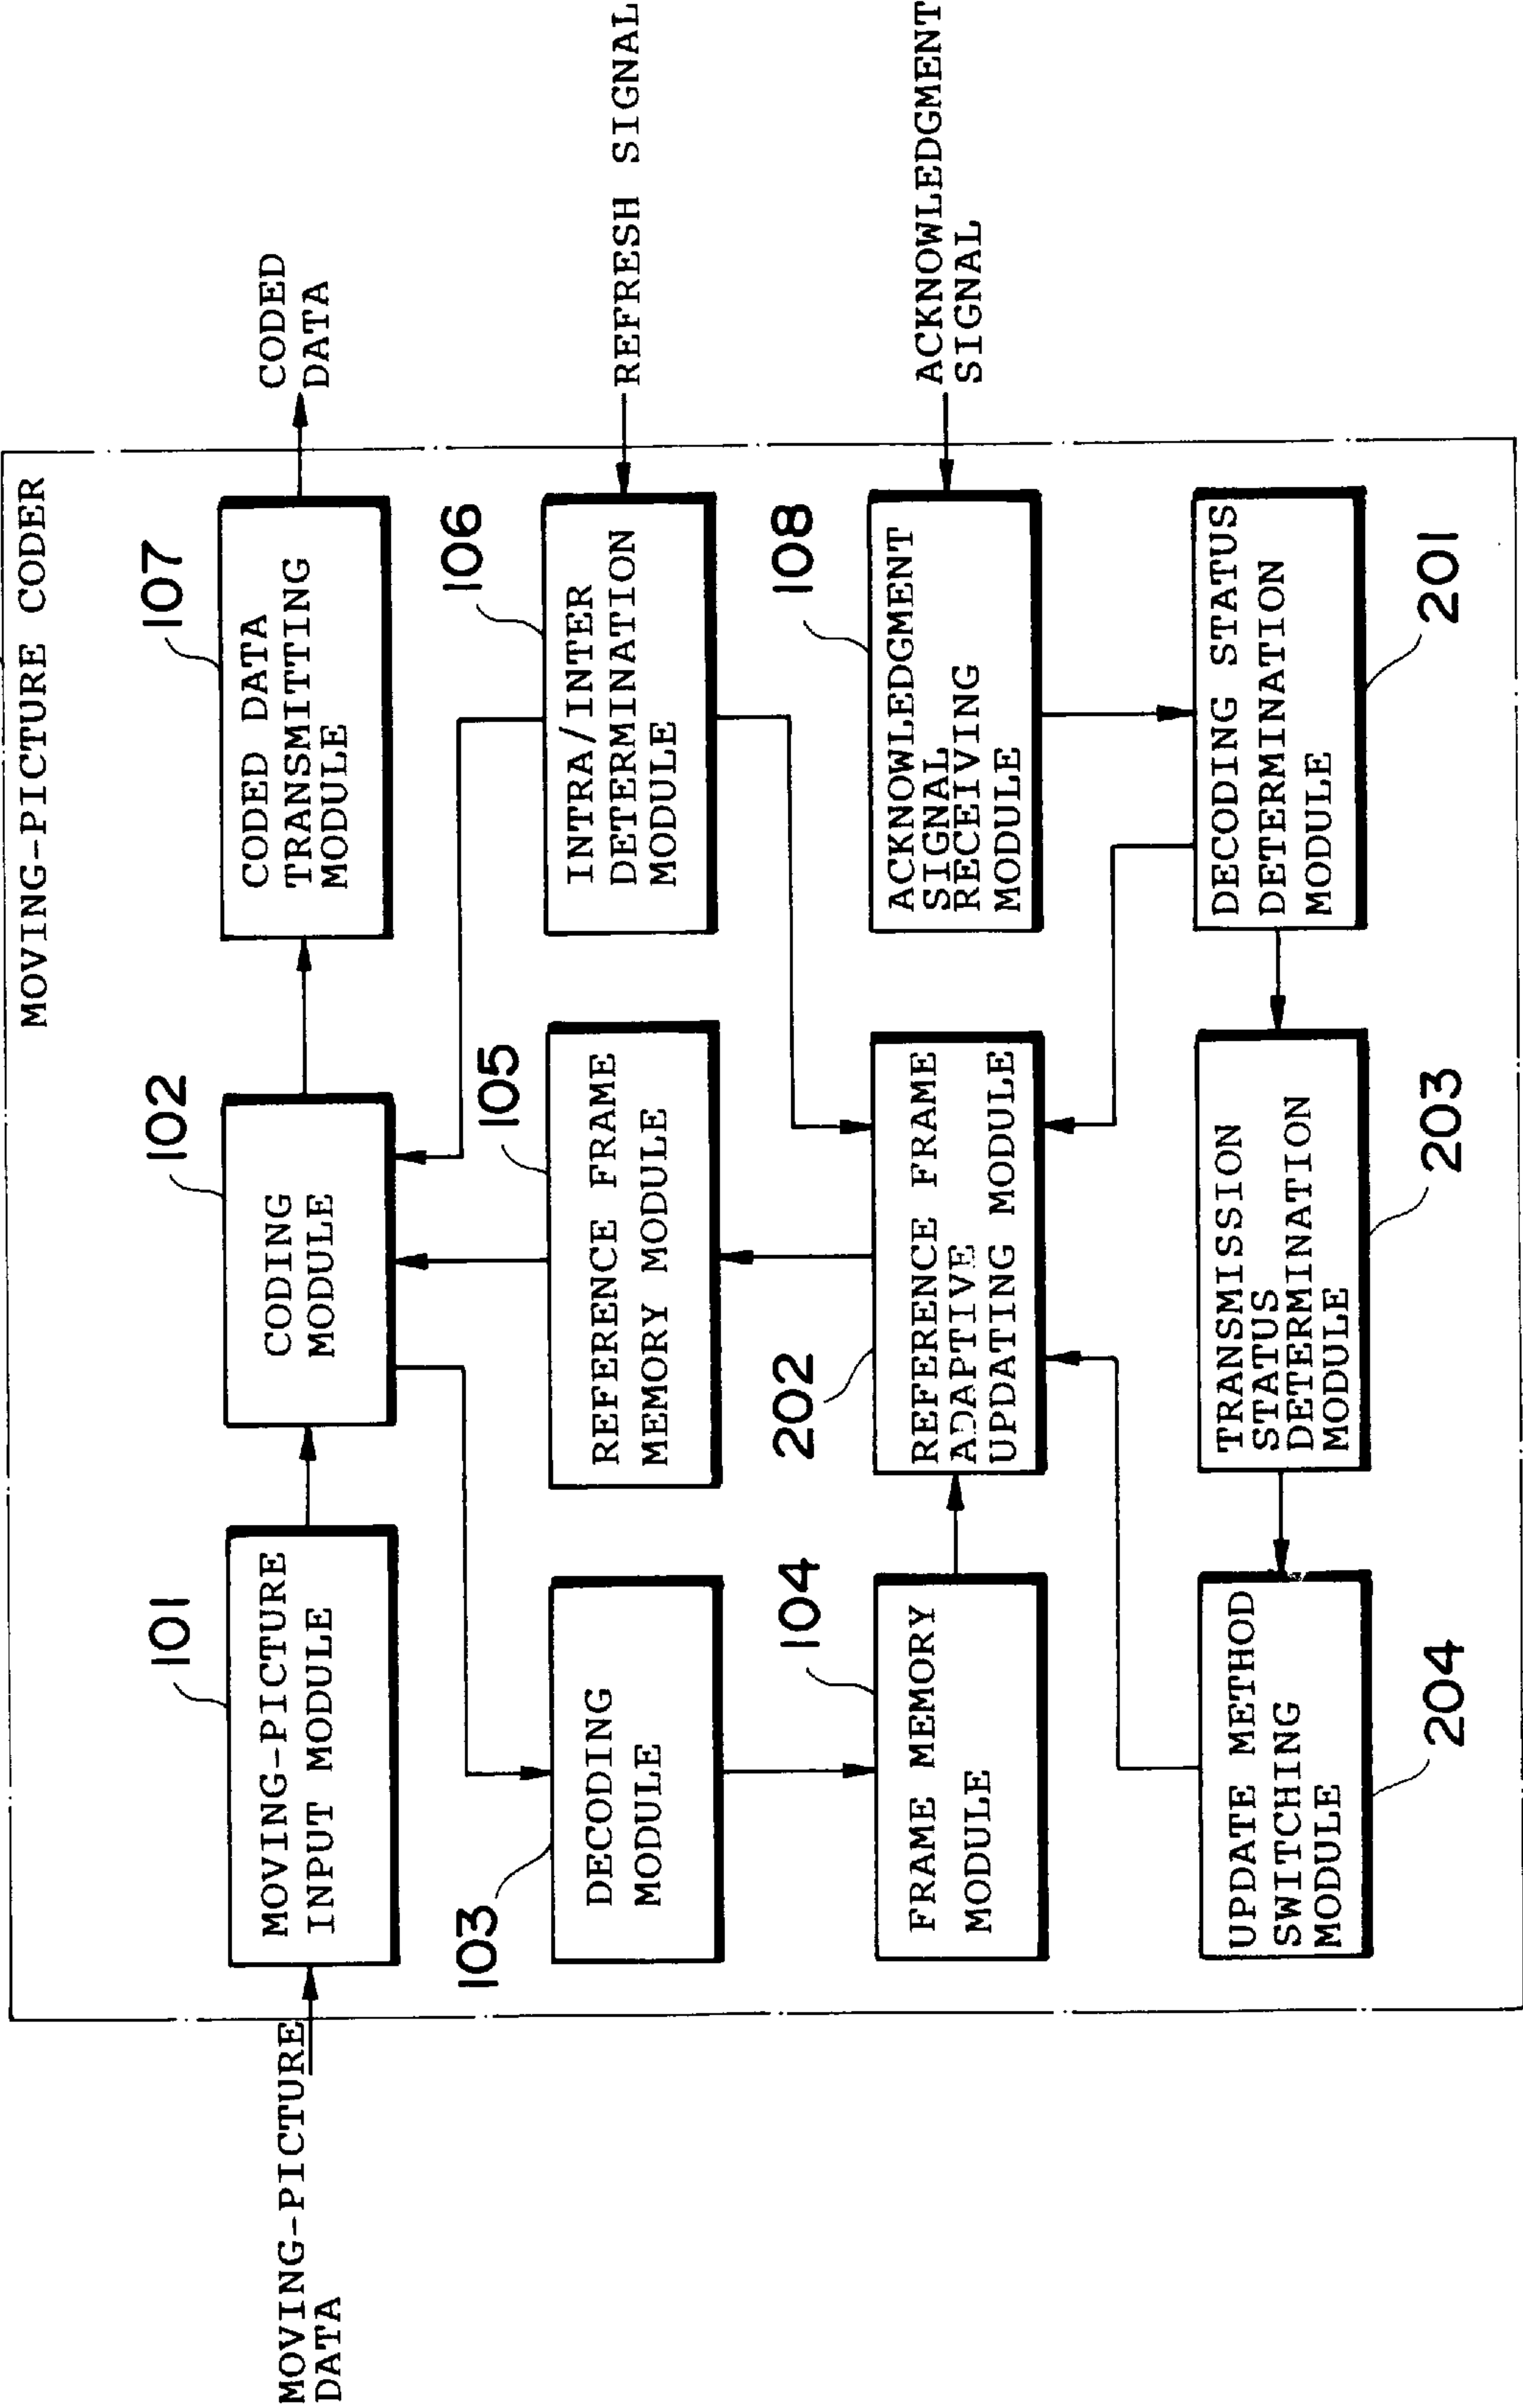 MOVING-PICTURE CODER
MOVING-PICTURE
DATA
101
MOVING-PICTURE
INPUT MODULE
102
CODING
MODULE
107
CODED DATA
TRANSMITTING
MODULE
CODED
DATA
103
DECODING
MODULE
105
REFERENCE FRAME
MEMORY MODULE
106
INTRA/INTER
DETERMINATION
MODULE
REFRESH SIGNAL
104
FRAME MEMORY
MODULE
202
REFERENCE FRAME
ADAPTIVE
UPDATING MODULE
108
ACKNOWLEDGMENT
SIGNAL
RECEIVING
MODULE
ACKNOWLEDGMENT
SIGNAL
UPDATE METHOD
SWITCHING
MODULE
204
TRANSMISSION
STATUS
DETERMINATION
MODULE
203
DECODING STATUS
DETERMINATION
MODULE
201